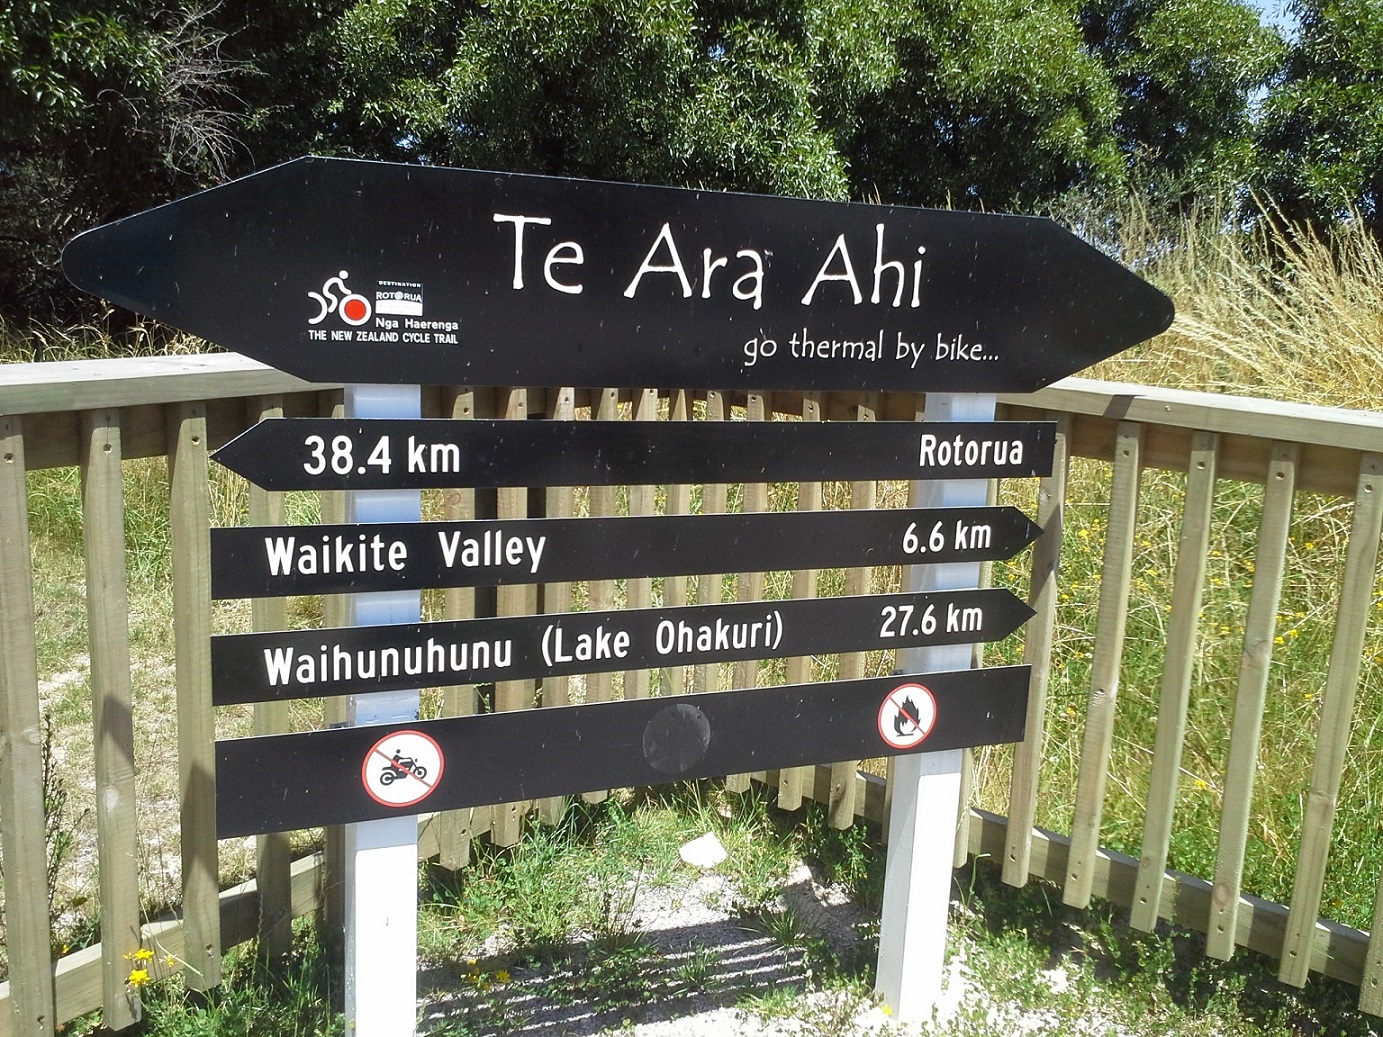 Te Ara Ahi
go thermal by bike...
DESTINATION
ROTORUA
Nga Haerenga
THE NEW ZEALAND CYCLE TRAIL
38.4 km Rotorua
Waikite Valley 6.6 km
Waihunuhunu (Lake Ohakuri) 27.6 km